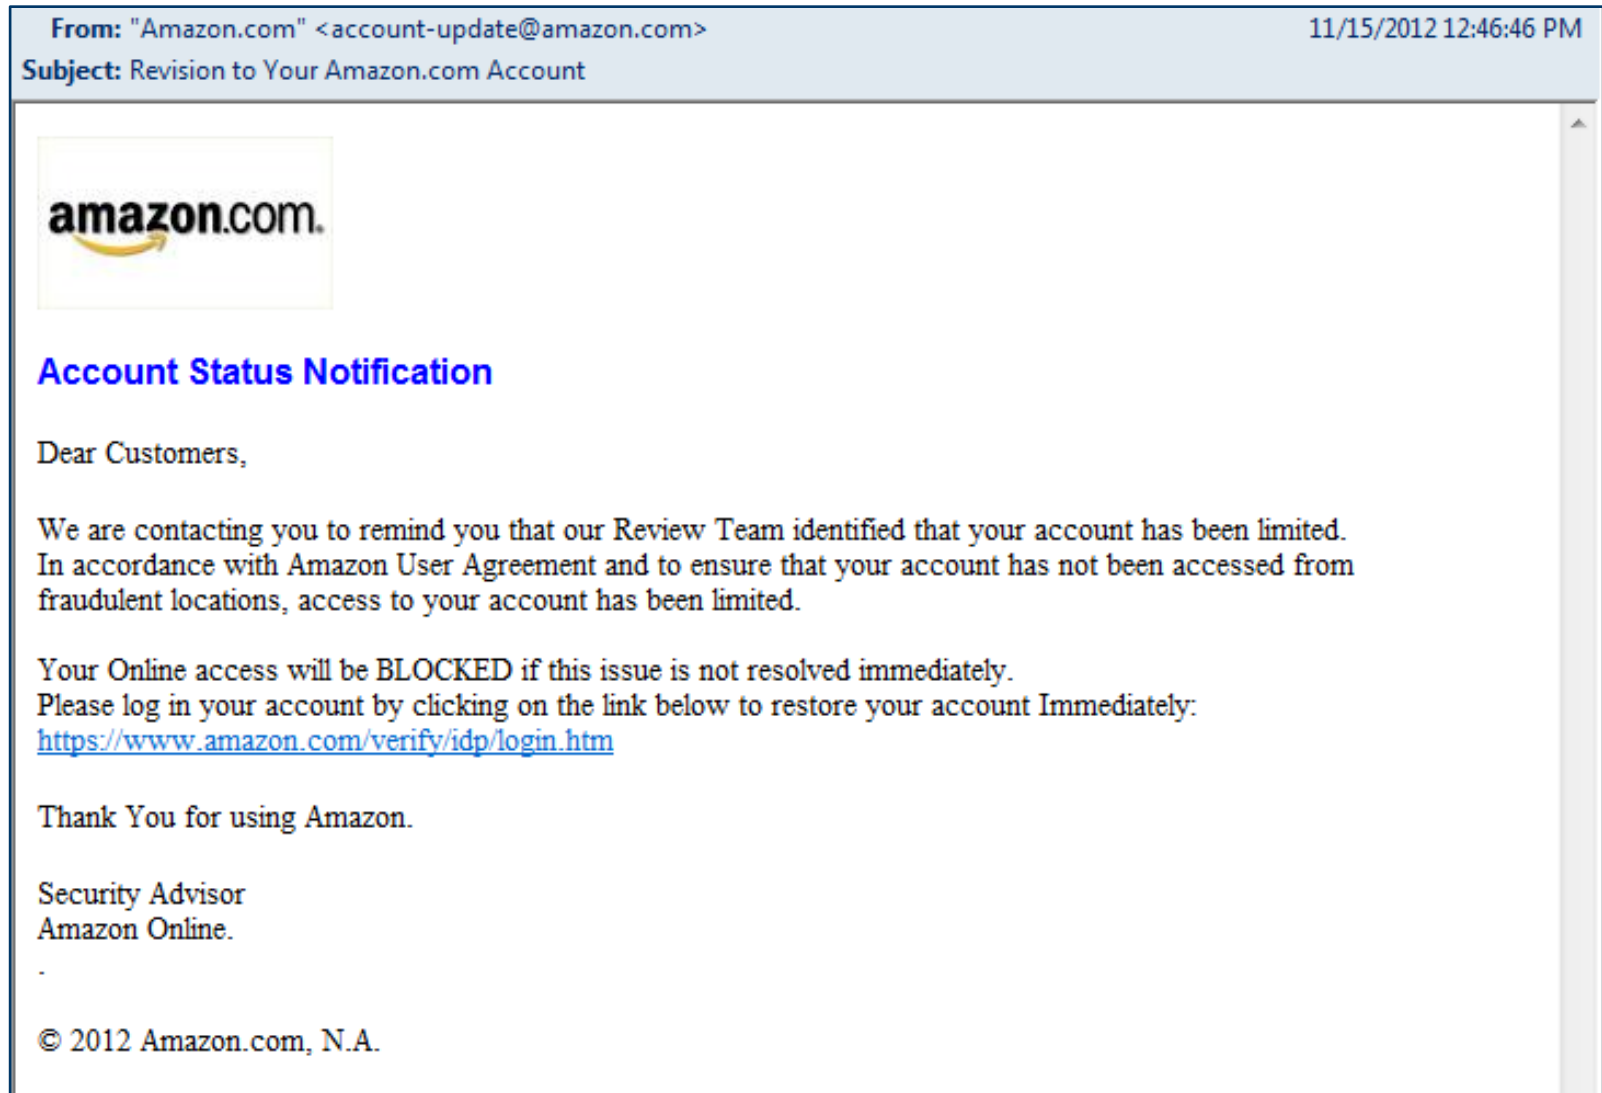 From: "Amazon.com" <account-update@amazon.com> 11/15/2012 12:46:46 PM
Subject: Revision to Your Amazon.com Account
amazon.com.
Account Status Notification
Dear Customers,
We are contacting you to remind you that our Review Team identified that your account has been limited.
In accordance with Amazon User Agreement and to ensure that your account has not been accessed from
fraudulent locations, access to your account has been limited.
Your Online access will be BLOCKED if this issue is not resolved immediately.
Please log in your account by clicking on the link below to restore your account Immediately:
https://www.amazon.com/verify/idp/login.htm
Thank You for using Amazon.
Security Advisor
Amazon Online.
.
© 2012 Amazon.com, N.A.